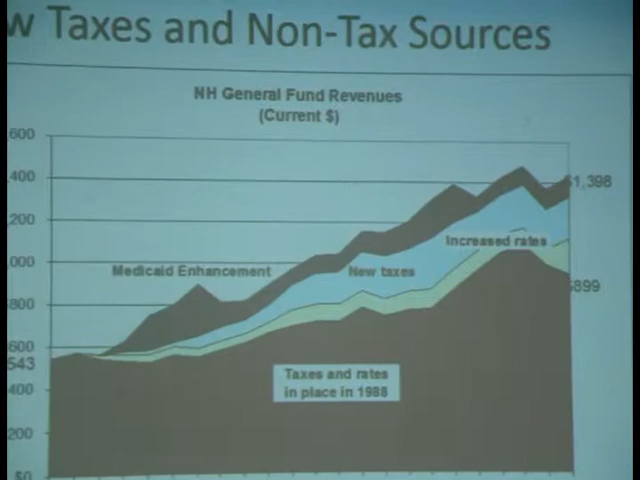 w Taxes and Non-Tax Sources
NH General Fund Revenues
(Current $)
600
400
200
000
800
600
543
400
200
$0
Medicaid Enhancement
New taxes
Increased rates
$1,398
$899
Taxes and rates
in place in 1988